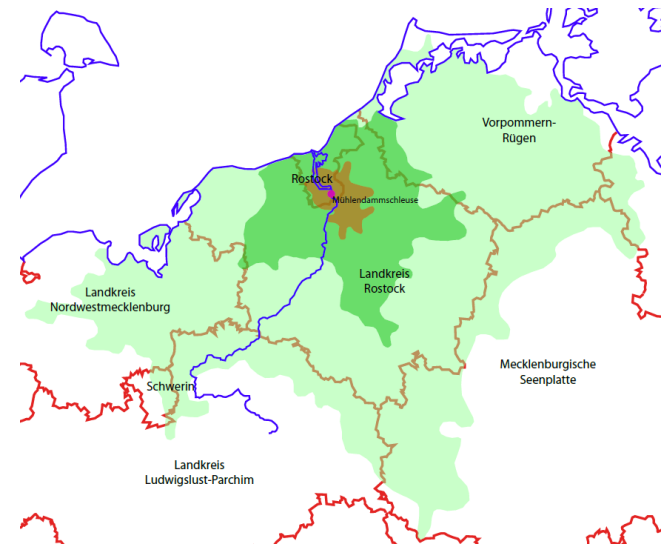 Vorpommern-
Rügen
Rostock
Mühlendammschleuse
Landkreis
Rostock
Landkreis
Nordwestmecklenburg
Mecklenburgische
Seenplatte
Schwerin
Landkreis
Ludwigslust-Parchim